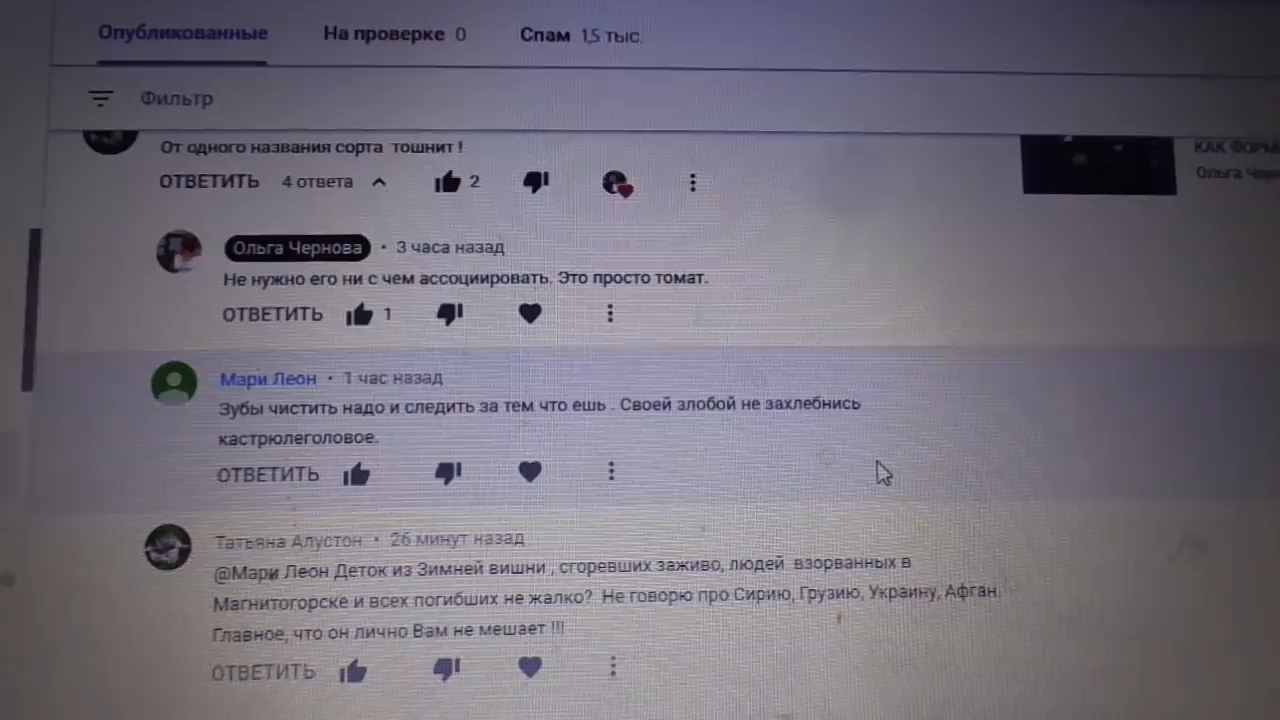 Опубликованные На проверке 0 Спам 1,5 тыс.
Фильтр
От одного названия сорта тошнит !
ОТВЕТИТЬ 4 ответа 2
КАК ФОРМ
Ольга Чер
Ольга Чернова • 3 часа назад
Не нужно его ни с чем ассоциировать. Это просто томат.
ОТВЕТИТЬ 1
Мари Леон • 1 час назад
Зубы чистить надо и следить за тем что ешь . Своей злобой не захлебнись
кастрюлеголовое.
ОТВЕТИТЬ
Татьяна Алустон • 26 минут назад
@Мари Леон Деток из Зимней вишни , сгоревших заживо, людей взорванных в
Магнитогорске и всех погибших не жалко? Не говорю про Сирию, Грузию, Украину, Афган.
Главное, что он лично Вам не мешает !!!
ОТВЕТИТЬ